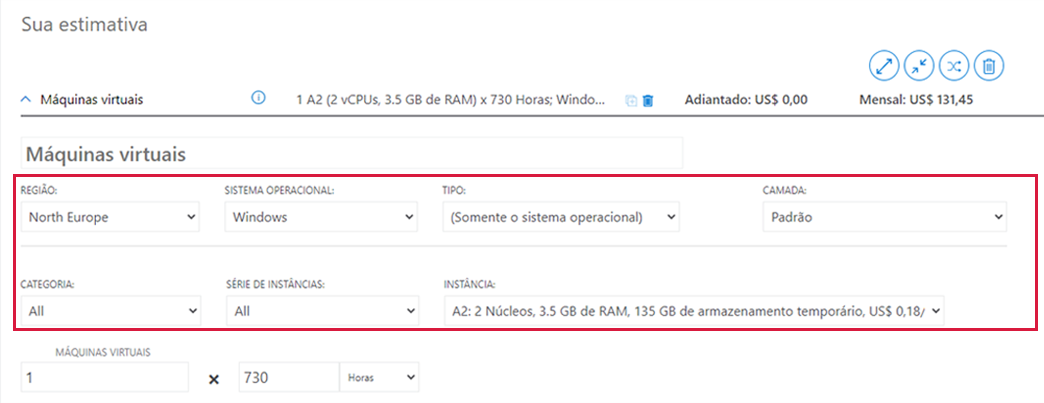 Sua estimativa
Máquinas virtuais 1 A2 (2 vCPUs, 3.5 GB de RAM) x 730 Horas; Windo... Adiantado: US$ 0,00 Mensal: US$ 131,45
Máquinas virtuais
REGIÃO: SISTEMA OPERACIONAL: TIPO: CAMADA:
North Europe Windows (Somente o sistema operacional) Padrão
CATEGORIA: SÉRIE DE INSTÂNCIAS: INSTÂNCIA:
All All A2: 2 Núcleos, 3.5 GB de RAM, 135 GB de armazenamento temporário, US$ 0,18/
MÁQUINAS VIRTUAIS
1 × 730 Horas